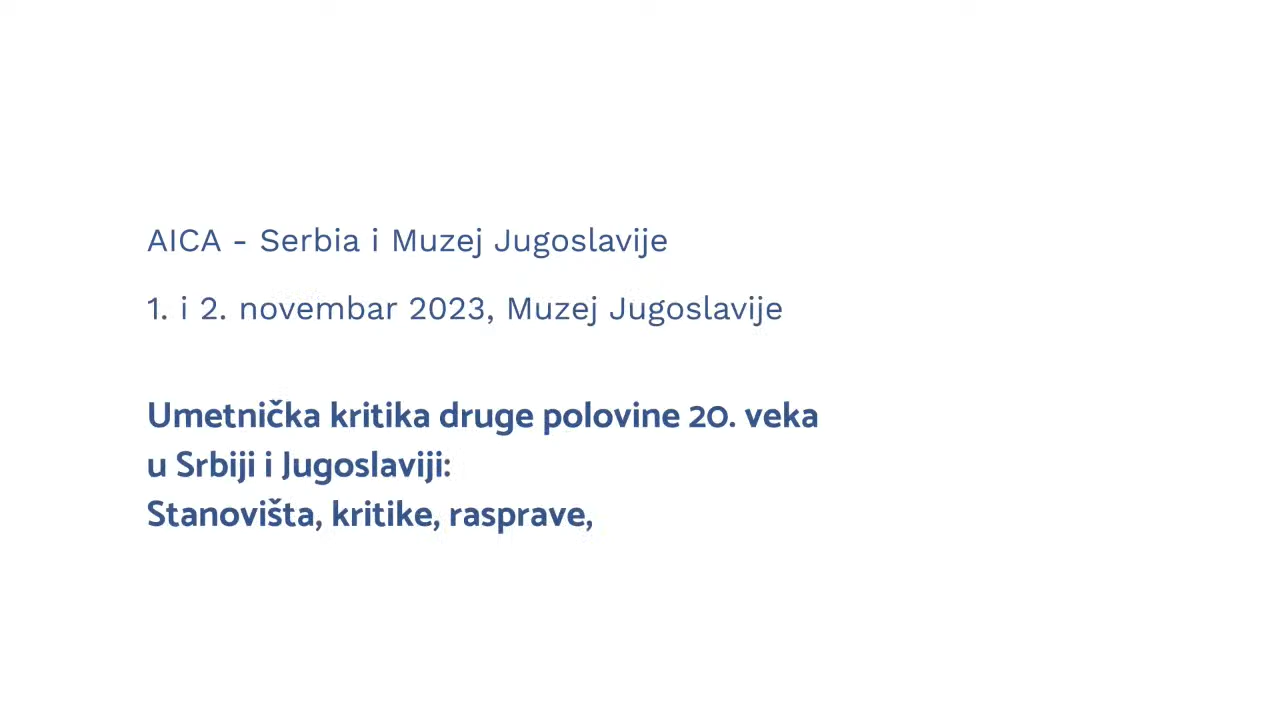 AICA - Serbia i Muzej Jugoslavije
1. i 2. novembar 2023, Muzej Jugoslavije
Umetnička kritika druge polovine 20. veka
u Srbiji i Jugoslaviji:
Stanovišta, kritike, rasprave,